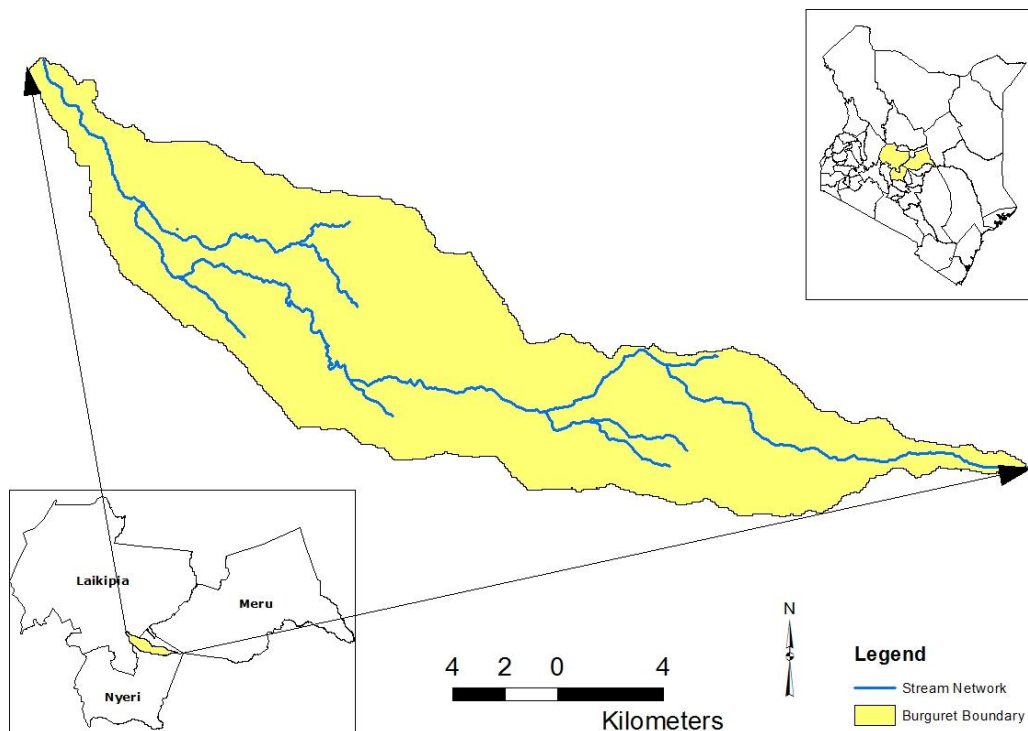 Laikipia
Meru
Nyeri
4 2 0 4
Kilometers
N
Legend
Stream Network
Burguret Boundary